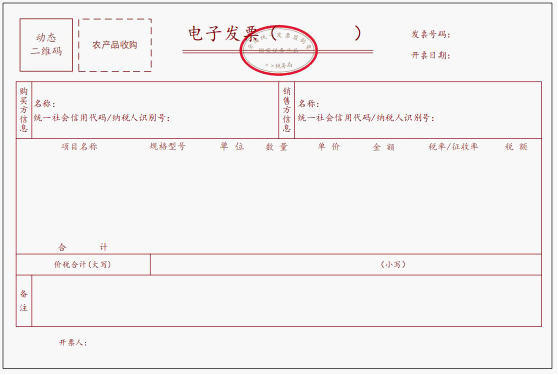 动态
二维码
农产品收购
电子发票（　　　　）
发票号码：
开票日期：
购买方信息
名称：
统一社会信用代码/纳税人识别号：
销售方信息
名称：
统一社会信用代码/纳税人识别号：
项目名称 规格型号 单位 数量 单价 金额 税率/征收率 税额
合计
价税合计(大写) （小写）
备注
开票人：